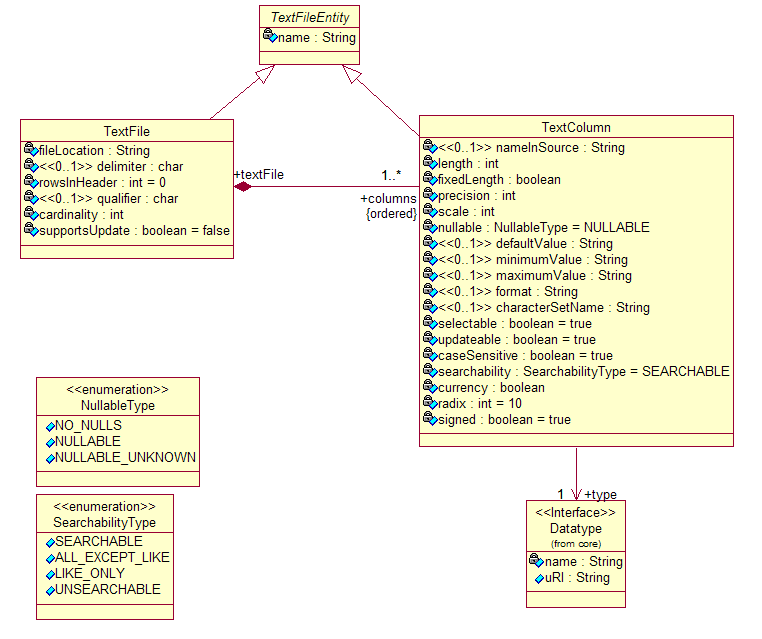 TextFileEntity
name : String
TextFile
fileLocation : String
<<0..1>> delimiter : char
rowsInHeader : int = 0
<<0..1>> qualifier : char
cardinality : int
supportsUpdate : boolean = false
+textFile
1..*
+columns
{ordered}
TextColumn
<<0..1>> nameInSource : String
length : int
fixedLength : boolean
precision : int
scale : int
nullable : NullableType = NULLABLE
<<0..1>> defaultValue : String
<<0..1>> minimumValue : String
<<0..1>> maximumValue : String
<<0..1>> format : String
<<0..1>> characterSetName : String
selectable : boolean = true
updateable : boolean = true
caseSensitive : boolean = true
searchability : SearchabilityType = SEARCHABLE
currency : boolean
radix : int = 10
signed : boolean = true
<<enumeration>>
NullableType
NO_NULLS
NULLABLE
NULLABLE_UNKNOWN
<<enumeration>>
SearchabilityType
SEARCHABLE
ALL_EXCEPT_LIKE
LIKE_ONLY
UNSEARCHABLE
1 +type
<<Interface>>
Datatype
(from core)
name : String
uRI : String